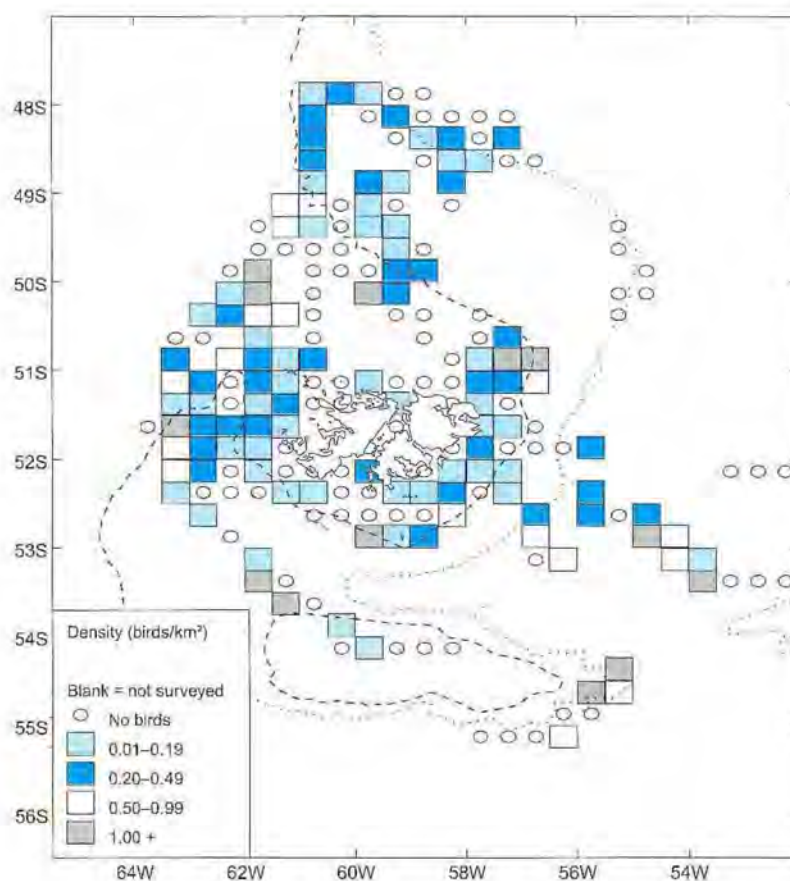 48S
49S
50S
51S
52S
53S
54S
55S
56S
Density (birds/km²)
Blank = not surveyed
No birds
0.01–0.19
0.20–0.49
0.50–0.99
1.00 +
64W
62W
60W
58W
56W
54W